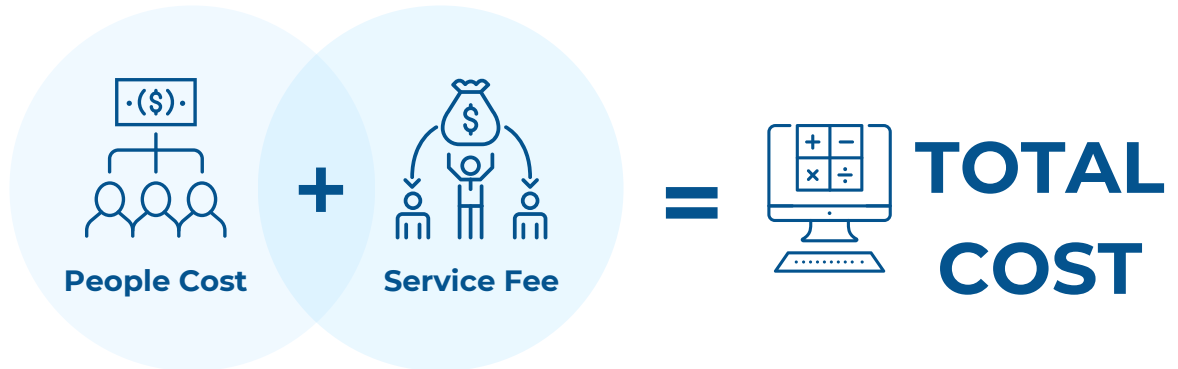 ($)
$
+
=
+ −
× ÷
TOTAL
COST
People Cost
Service Fee